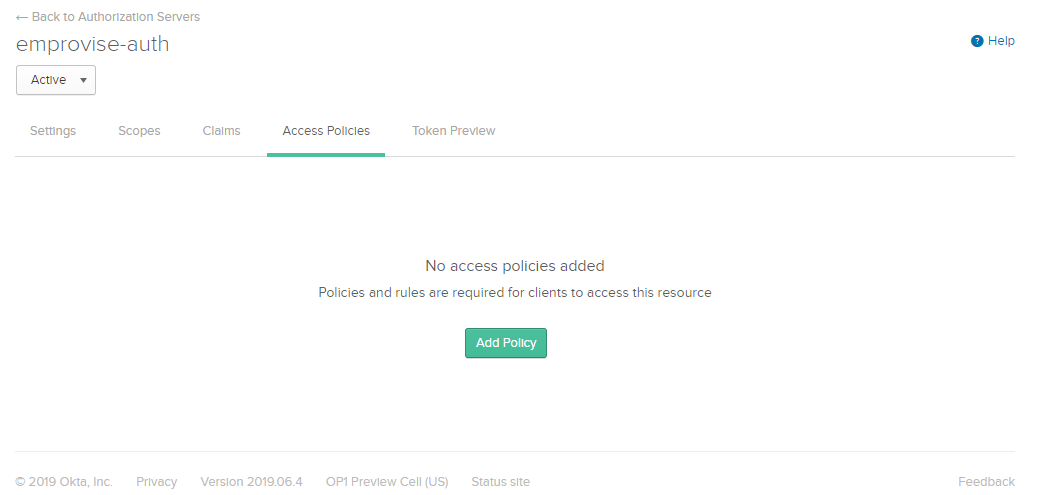 ← Back to Authorization Servers
emprovise-auth
? Help
Active
Settings Scopes Claims Access Policies Token Preview
No access policies added
Policies and rules are required for clients to access this resource
Add Policy
© 2019 Okta, Inc. Privacy Version 2019.06.4 OP1 Preview Cell (US) Status site Feedback